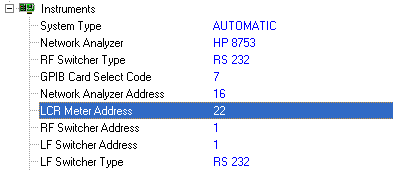 Instruments
System Type AUTOMATIC
Network Analyzer HP 8753
RF Switcher Type RS 232
GPIB Card Select Code 7
Network Analyzer Address 16
LCR Meter Address 22
RF Switcher Address 1
LF Switcher Address 1
LF Switcher Type RS 232